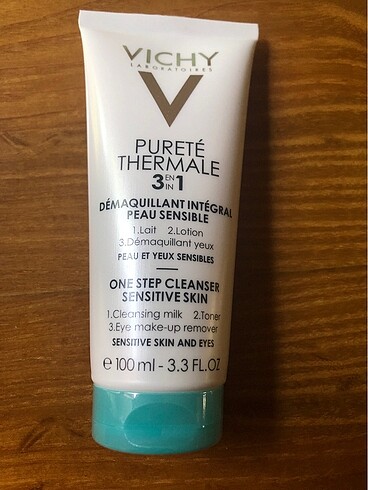 VICHY
LABORATOIRES
V
PURETÉ
THERMALE
3 EN IN 1
DÉMAQUILLANT INTÉGRAL
PEAU SENSIBLE
1.Lait 2.Lotion
3.Démaquillant yeux
PEAU ET YEUX SENSIBLES
ONE STEP CLEANSER
SENSITIVE SKIN
1.Cleansing milk 2.Toner
3.Eye make-up remover
SENSITIVE SKIN AND EYES
℮ 100 ml - 3.3 FL.OZ